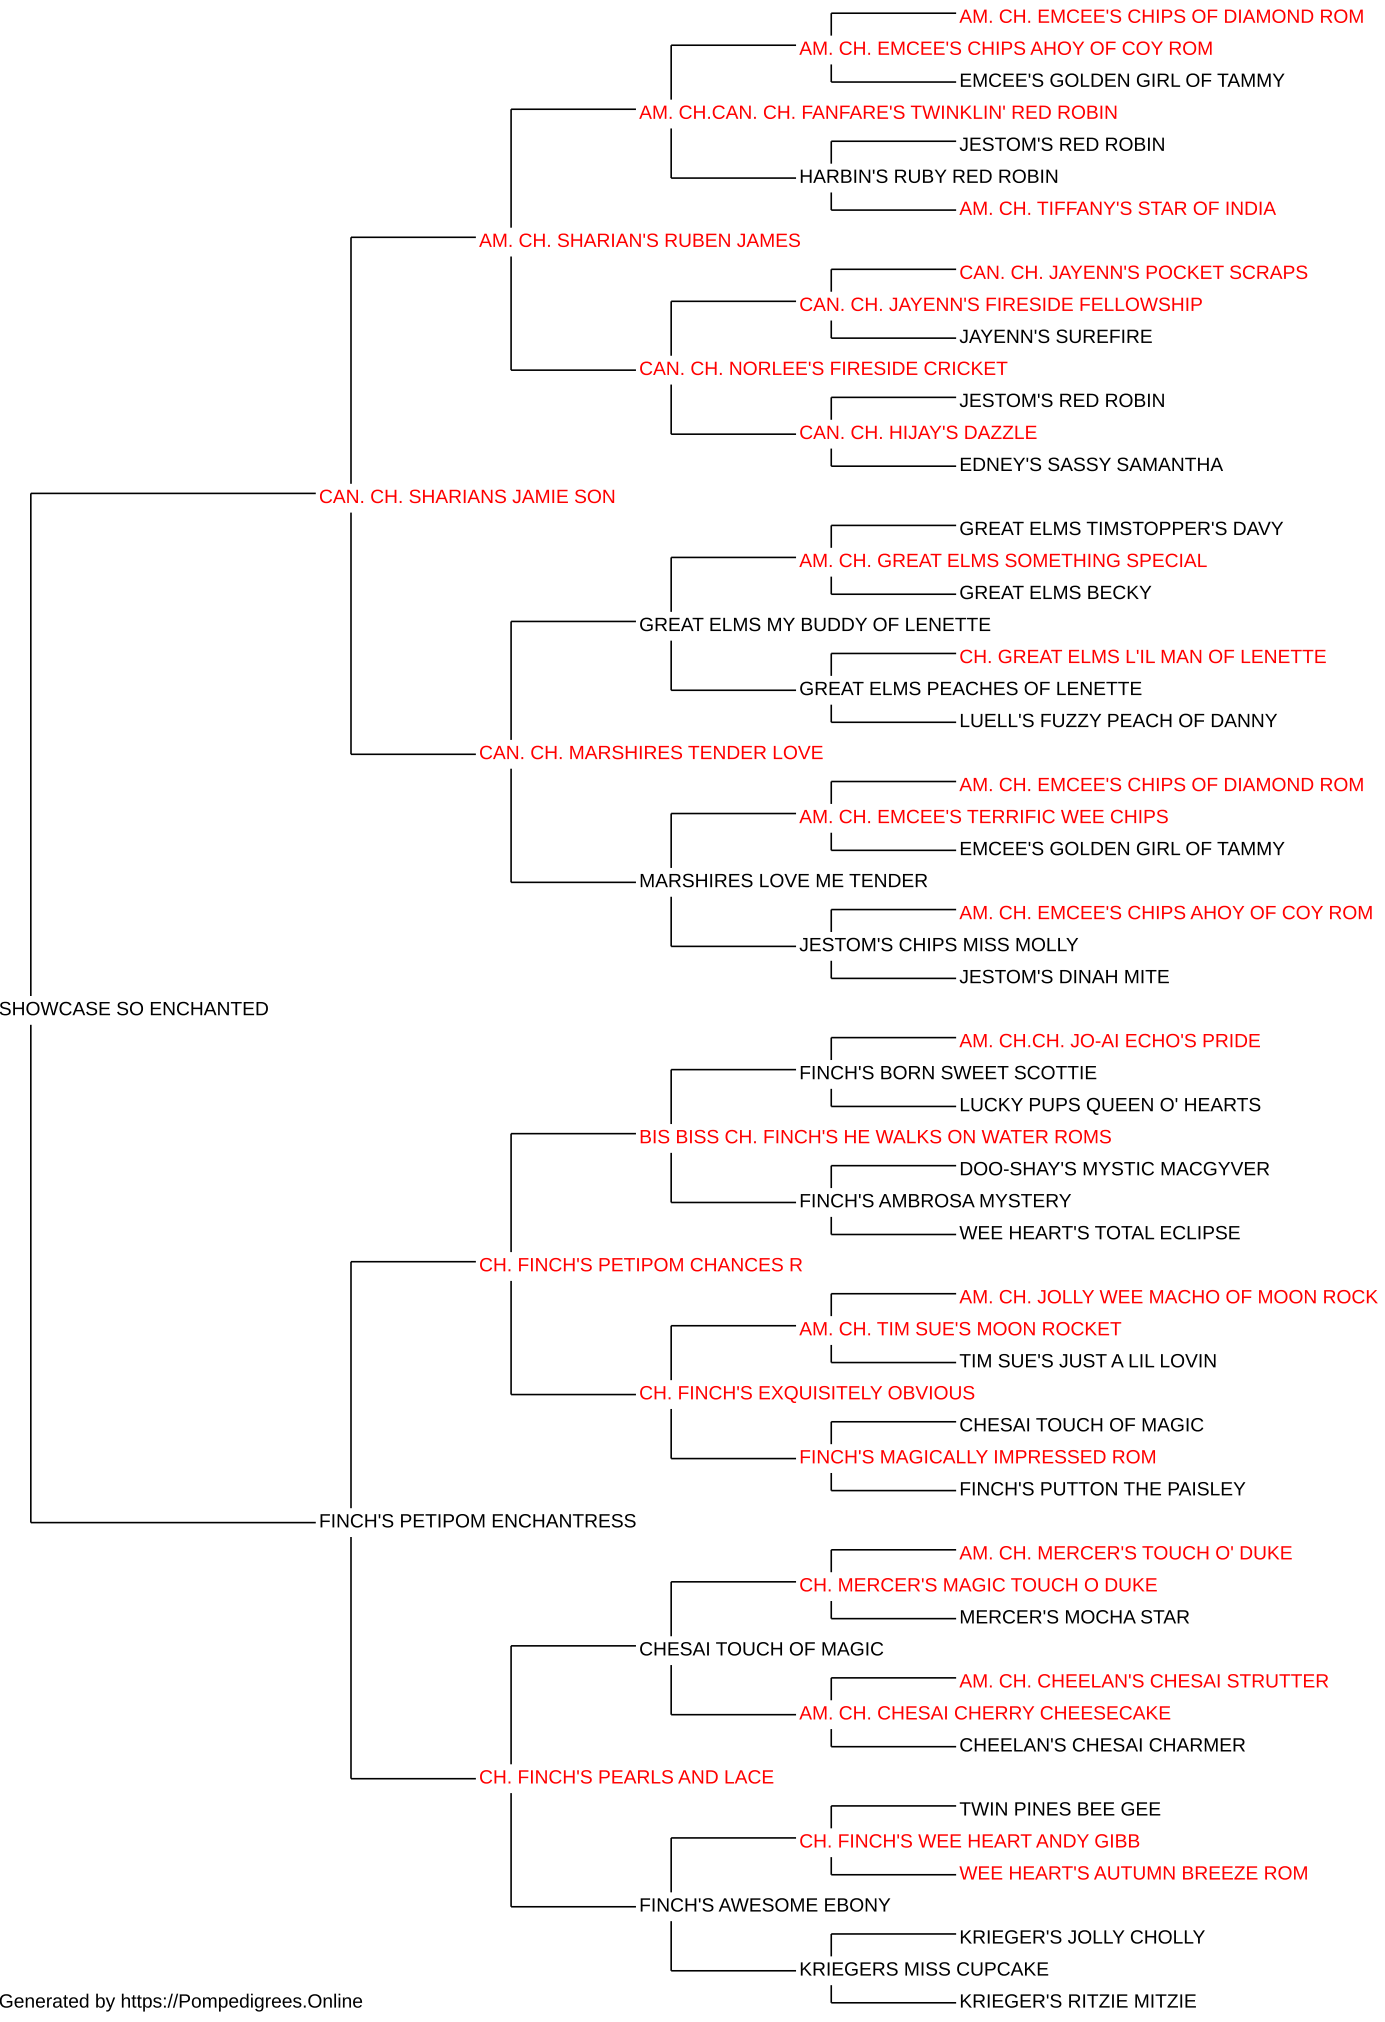 AM. CH. EMCEE'S CHIPS OF DIAMOND ROM
AM. CH. EMCEE'S CHIPS AHOY OF COY ROM
EMCEE'S GOLDEN GIRL OF TAMMY
AM. CH.CAN. CH. FANFARE'S TWINKLIN' RED ROBIN
JESTOM'S RED ROBIN
HARBIN'S RUBY RED ROBIN
AM. CH. TIFFANY'S STAR OF INDIA
AM. CH. SHARIAN'S RUBEN JAMES
CAN. CH. JAYENN'S POCKET SCRAPS
CAN. CH. JAYENN'S FIRESIDE FELLOWSHIP
JAYENN'S SUREFIRE
CAN. CH. NORLEE'S FIRESIDE CRICKET
JESTOM'S RED ROBIN
CAN. CH. HIJAY'S DAZZLE
EDNEY'S SASSY SAMANTHA
CAN. CH. SHARIANS JAMIE SON
GREAT ELMS TIMSTOPPER'S DAVY
AM. CH. GREAT ELMS SOMETHING SPECIAL
GREAT ELMS BECKY
GREAT ELMS MY BUDDY OF LENETTE
CH. GREAT ELMS L'IL MAN OF LENETTE
GREAT ELMS PEACHES OF LENETTE
LUELL'S FUZZY PEACH OF DANNY
CAN. CH. MARSHIRES TENDER LOVE
AM. CH. EMCEE'S CHIPS OF DIAMOND ROM
AM. CH. EMCEE'S TERRIFIC WEE CHIPS
EMCEE'S GOLDEN GIRL OF TAMMY
MARSHIRES LOVE ME TENDER
AM. CH. EMCEE'S CHIPS AHOY OF COY ROM
JESTOM'S CHIPS MISS MOLLY
JESTOM'S DINAH MITE
SHOWCASE SO ENCHANTED
AM. CH.CH. JO-AI ECHO'S PRIDE
FINCH'S BORN SWEET SCOTTIE
LUCKY PUPS QUEEN O' HEARTS
BIS BISS CH. FINCH'S HE WALKS ON WATER ROMS
DOO-SHAY'S MYSTIC MACGYVER
FINCH'S AMBROSA MYSTERY
WEE HEART'S TOTAL ECLIPSE
CH. FINCH'S PETIPOM CHANCES R
AM. CH. JOLLY WEE MACHO OF MOON ROCK
AM. CH. TIM SUE'S MOON ROCKET
TIM SUE'S JUST A LIL LOVIN
CH. FINCH'S EXQUISITELY OBVIOUS
CHESAI TOUCH OF MAGIC
FINCH'S MAGICALLY IMPRESSED ROM
FINCH'S PUTTON THE PAISLEY
FINCH'S PETIPOM ENCHANTRESS
AM. CH. MERCER'S TOUCH O' DUKE
CH. MERCER'S MAGIC TOUCH O DUKE
MERCER'S MOCHA STAR
CHESAI TOUCH OF MAGIC
AM. CH. CHEELAN'S CHESAI STRUTTER
AM. CH. CHESAI CHERRY CHEESECAKE
CHEELAN'S CHESAI CHARMER
CH. FINCH'S PEARLS AND LACE
TWIN PINES BEE GEE
CH. FINCH'S WEE HEART ANDY GIBB
WEE HEART'S AUTUMN BREEZE ROM
FINCH'S AWESOME EBONY
KRIEGER'S JOLLY CHOLLY
KRIEGERS MISS CUPCAKE
KRIEGER'S RITZIE MITZIE
Generated by https://Pompedigrees.Online